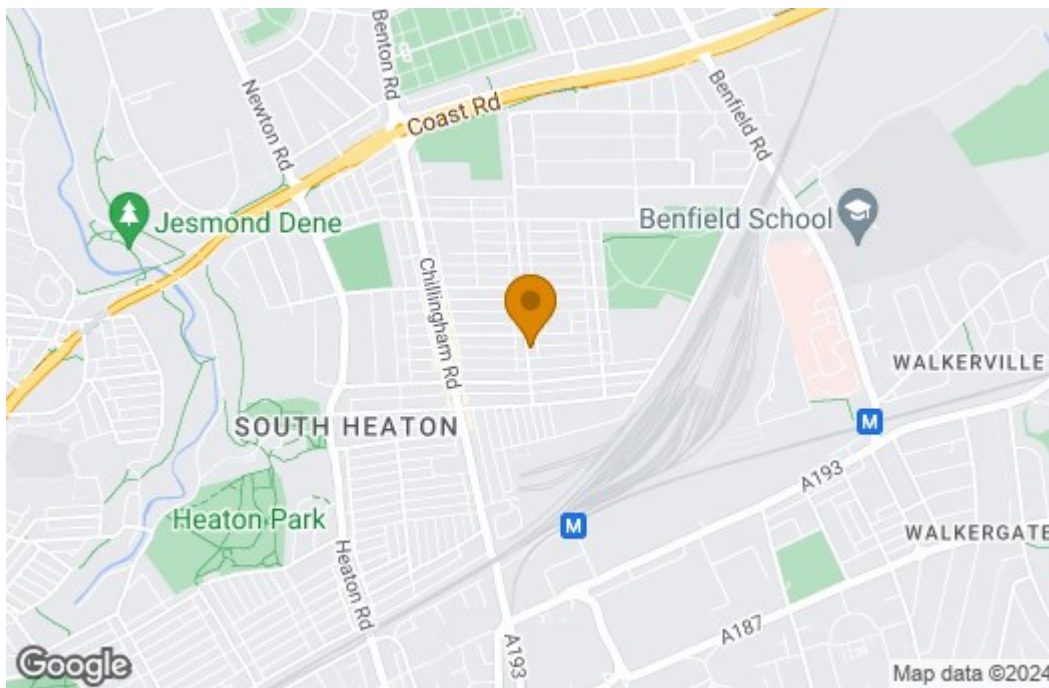 Benton Rd
Newton Rd
Coast Rd
Benfield Rd
Jesmond Dene
Benfield School
Chillingham Rd
WALKERVILLE
SOUTH HEATON
M
A193
Heaton Park
M
WALKERGATE
Heaton Rd
A193
A187
Google
Map data ©2024